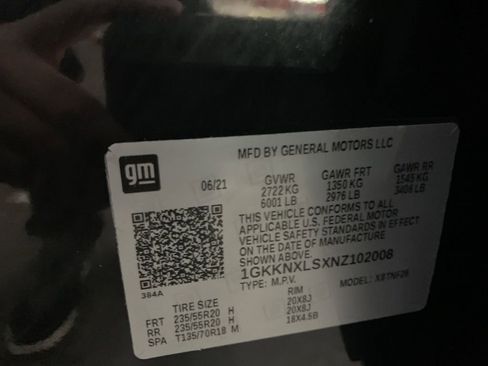 gm
MFD BY GENERAL MOTORS LLC
06/21
GVWR GAWR FRT GAWR RR
2722 KG 1350 KG 1545 KG
6001 LB 2976 LB 3406 LB
THIS VEHICLE CONFORMS TO ALL
APPLICABLE U.S. FEDERAL MOTOR
VEHICLE SAFETY STANDARDS IN EFFECT
ON THE DATE OF MANUFACTURE
SHOWN ABOVE.
1GKKNXLSXNZ102008
TYPE: M.P.V. MODEL:
3B4A
TIRE SIZE RIM
FRT 235/55R20 H 20X8J
RR 235/55R20 H 20X8J
SPA T135/70R18 M 18X4.5B